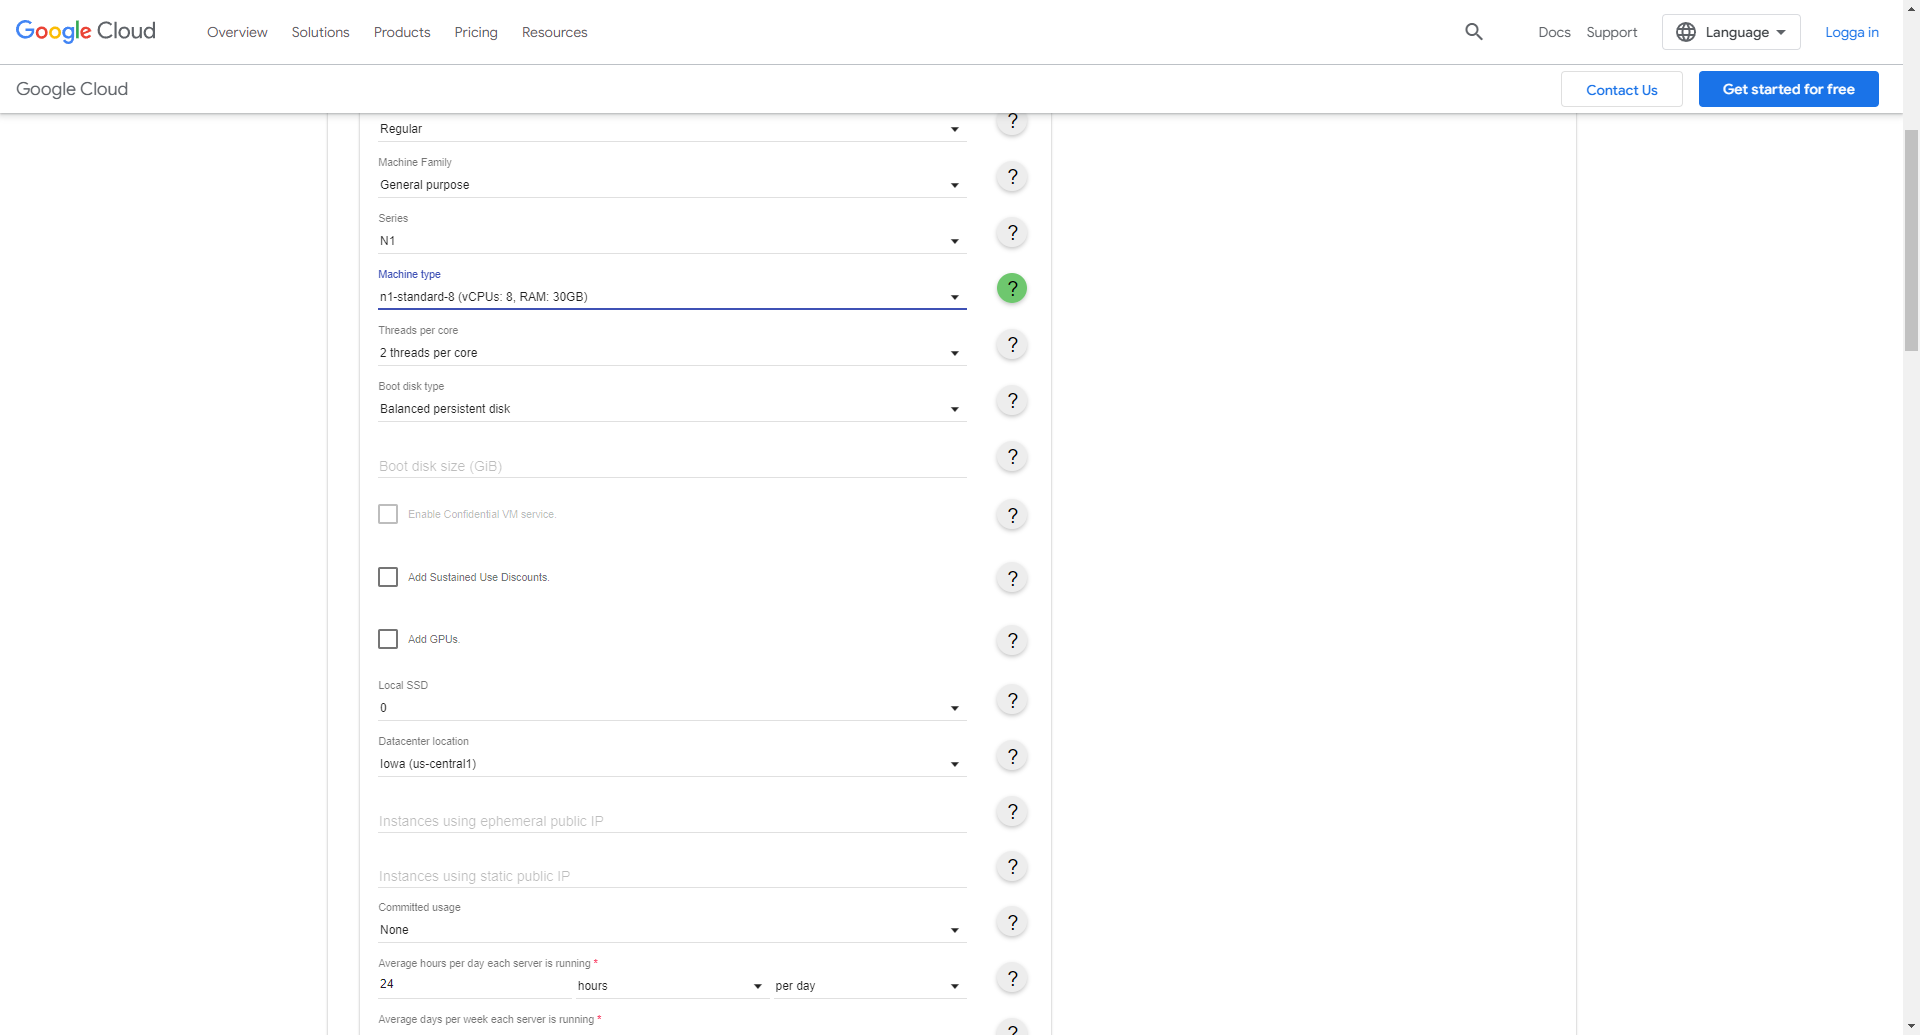 Google Cloud
Overview Solutions Products Pricing Resources
Docs Support Language Logga in
Google Cloud
Contact Us Get started for free
Regular ?
Machine Family
General purpose ?
Series
N1 ?
Machine type
n1-standard-8 (vCPUs: 8, RAM: 30GB) ?
Threads per core
2 threads per core ?
Boot disk type
Balanced persistent disk ?
Boot disk size (GiB) ?
Enable Confidential VM service. ?
Add Sustained Use Discounts. ?
Add GPUs. ?
Local SSD
0 ?
Datacenter location
Iowa (us-central1) ?
Instances using ephemeral public IP ?
Instances using static public IP ?
Committed usage
None ?
Average hours per day each server is running *
24 hours per day ?
Average days per week each server is running * ?